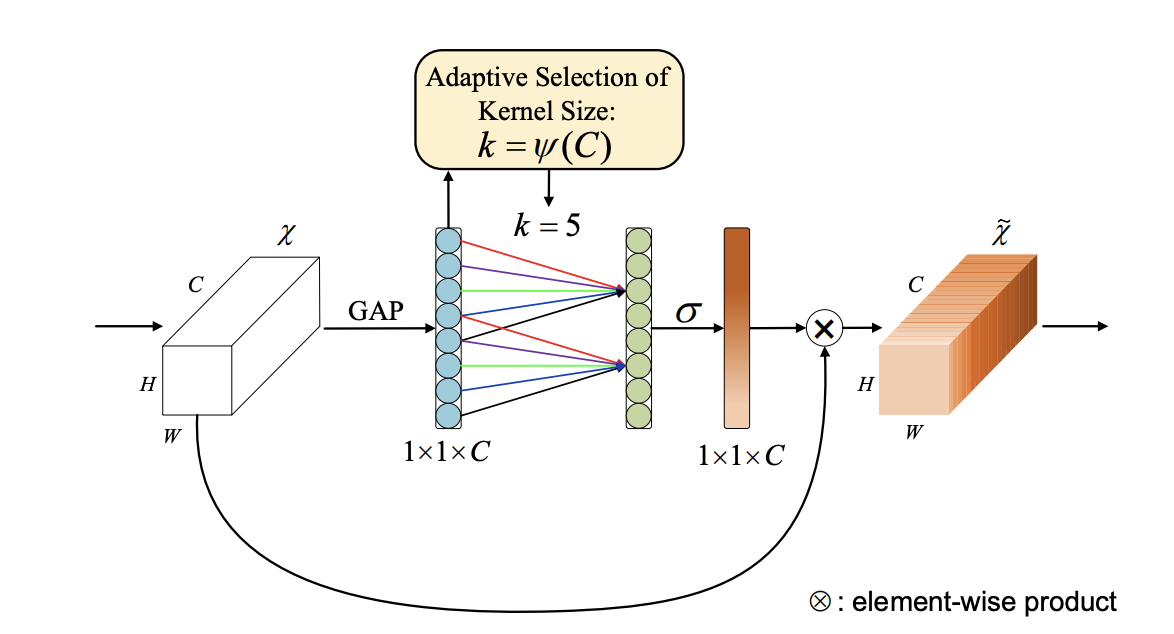 Adaptive Selection of
Kernel Size:
k = ψ(C)
k = 5
χ
C
H
W
GAP
1×1×C
σ
1×1×C
χ̃
C
H
W
⊗ : element-wise product